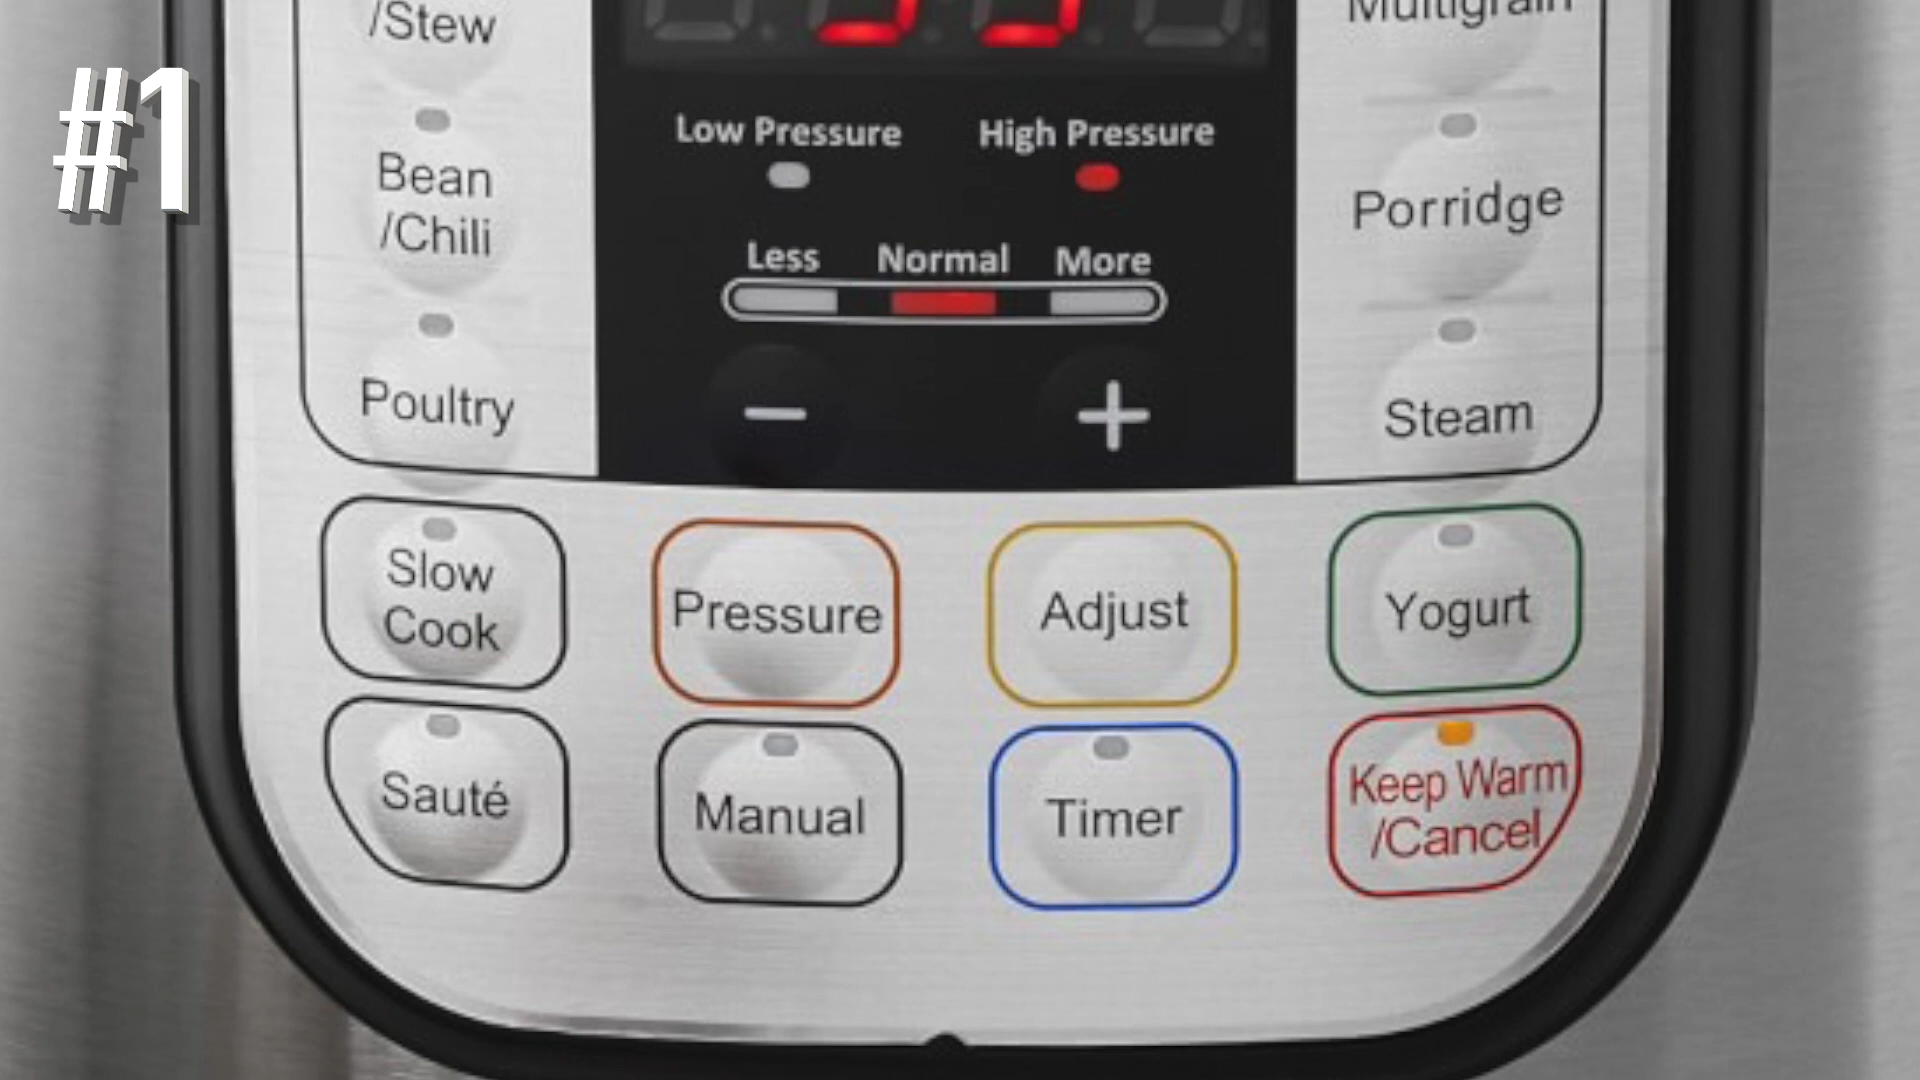 #1
/Stew
Multigrain
Low Pressure High Pressure
Bean
/Chili
Porridge
Less Normal More
Poultry
− +
Steam
Slow
Cook
Pressure
Adjust
Yogurt
Sauté
Manual
Timer
Keep Warm
/Cancel